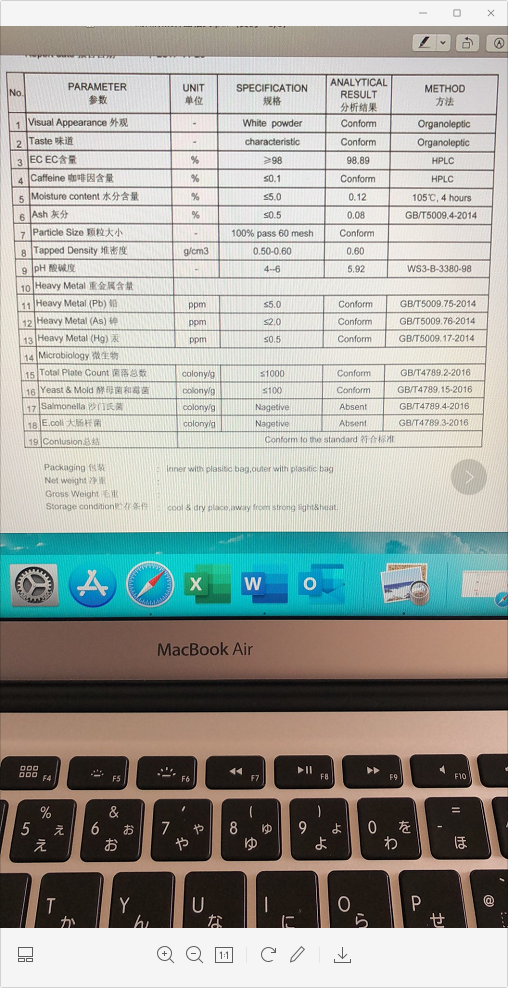 No. PARAMETER 参数 UNIT 单位 SPECIFICATION 规格 ANALYTICAL RESULT 分析结果 METHOD 方法
1 Visual Appearance 外观 - White powder Conform Organoleptic
2 Taste 味道 - characteristic Conform Organoleptic
3 EC EC含量 % ≥98 98.89 HPLC
4 Caffeine 咖啡因含量 % ≤0.1 Conform HPLC
5 Moisture content 水分含量 % ≤5.0 0.12 105℃, 4 hours
6 Ash 灰分 % ≤0.5 0.08 GB/T5009.4-2014
7 Particle Size 颗粒大小 - 100% pass 60 mesh Conform
8 Tapped Density 堆密度 g/cm3 0.50-0.60 0.60
9 pH 酸碱度 - 4--6 5.92 WS3-B-3380-98
10 Heavy Metal 重金属含量
11 Heavy Metal (Pb) 铅 ppm ≤5.0 Conform GB/T5009.75-2014
12 Heavy Metal (As) 砷 ppm ≤2.0 Conform GB/T5009.76-2014
13 Heavy Metal (Hg) 汞 ppm ≤0.5 Conform GB/T5009.17-2014
14 Microbiology 微生物
15 Total Plate Count 菌落总数 colony/g ≤1000 Conform GB/T4789.2-2016
16 Yeast & Mold 酵母菌和霉菌 colony/g ≤100 Conform GB/T4789.15-2016
17 Salmonella 沙门氏菌 colony/g Nagetive Absent GB/T4789.4-2016
18 E.coli 大肠杆菌 colony/g Nagetive Absent GB/T4789.3-2016
19 Conlusion总结 Conform to the standard 符合标准
Packaging 包装 : inner with plasitic bag,outer with plasitic bag
Net weight 净重 :
Gross Weight 毛重 :
Storage condition贮存条件 : cool & dry place,away from strong light&heat.
X W O
MacBook Air
F4 F5 F6 F7 F8 F9 F10
% & ' ( ) =
5 ぇ 6 ぉ 7 ゃ 8 ゅ 9 ょ 0 を -
え お や ゆ よ わ ほ
T Y U I O P @
か ん な に ら せ
1:1